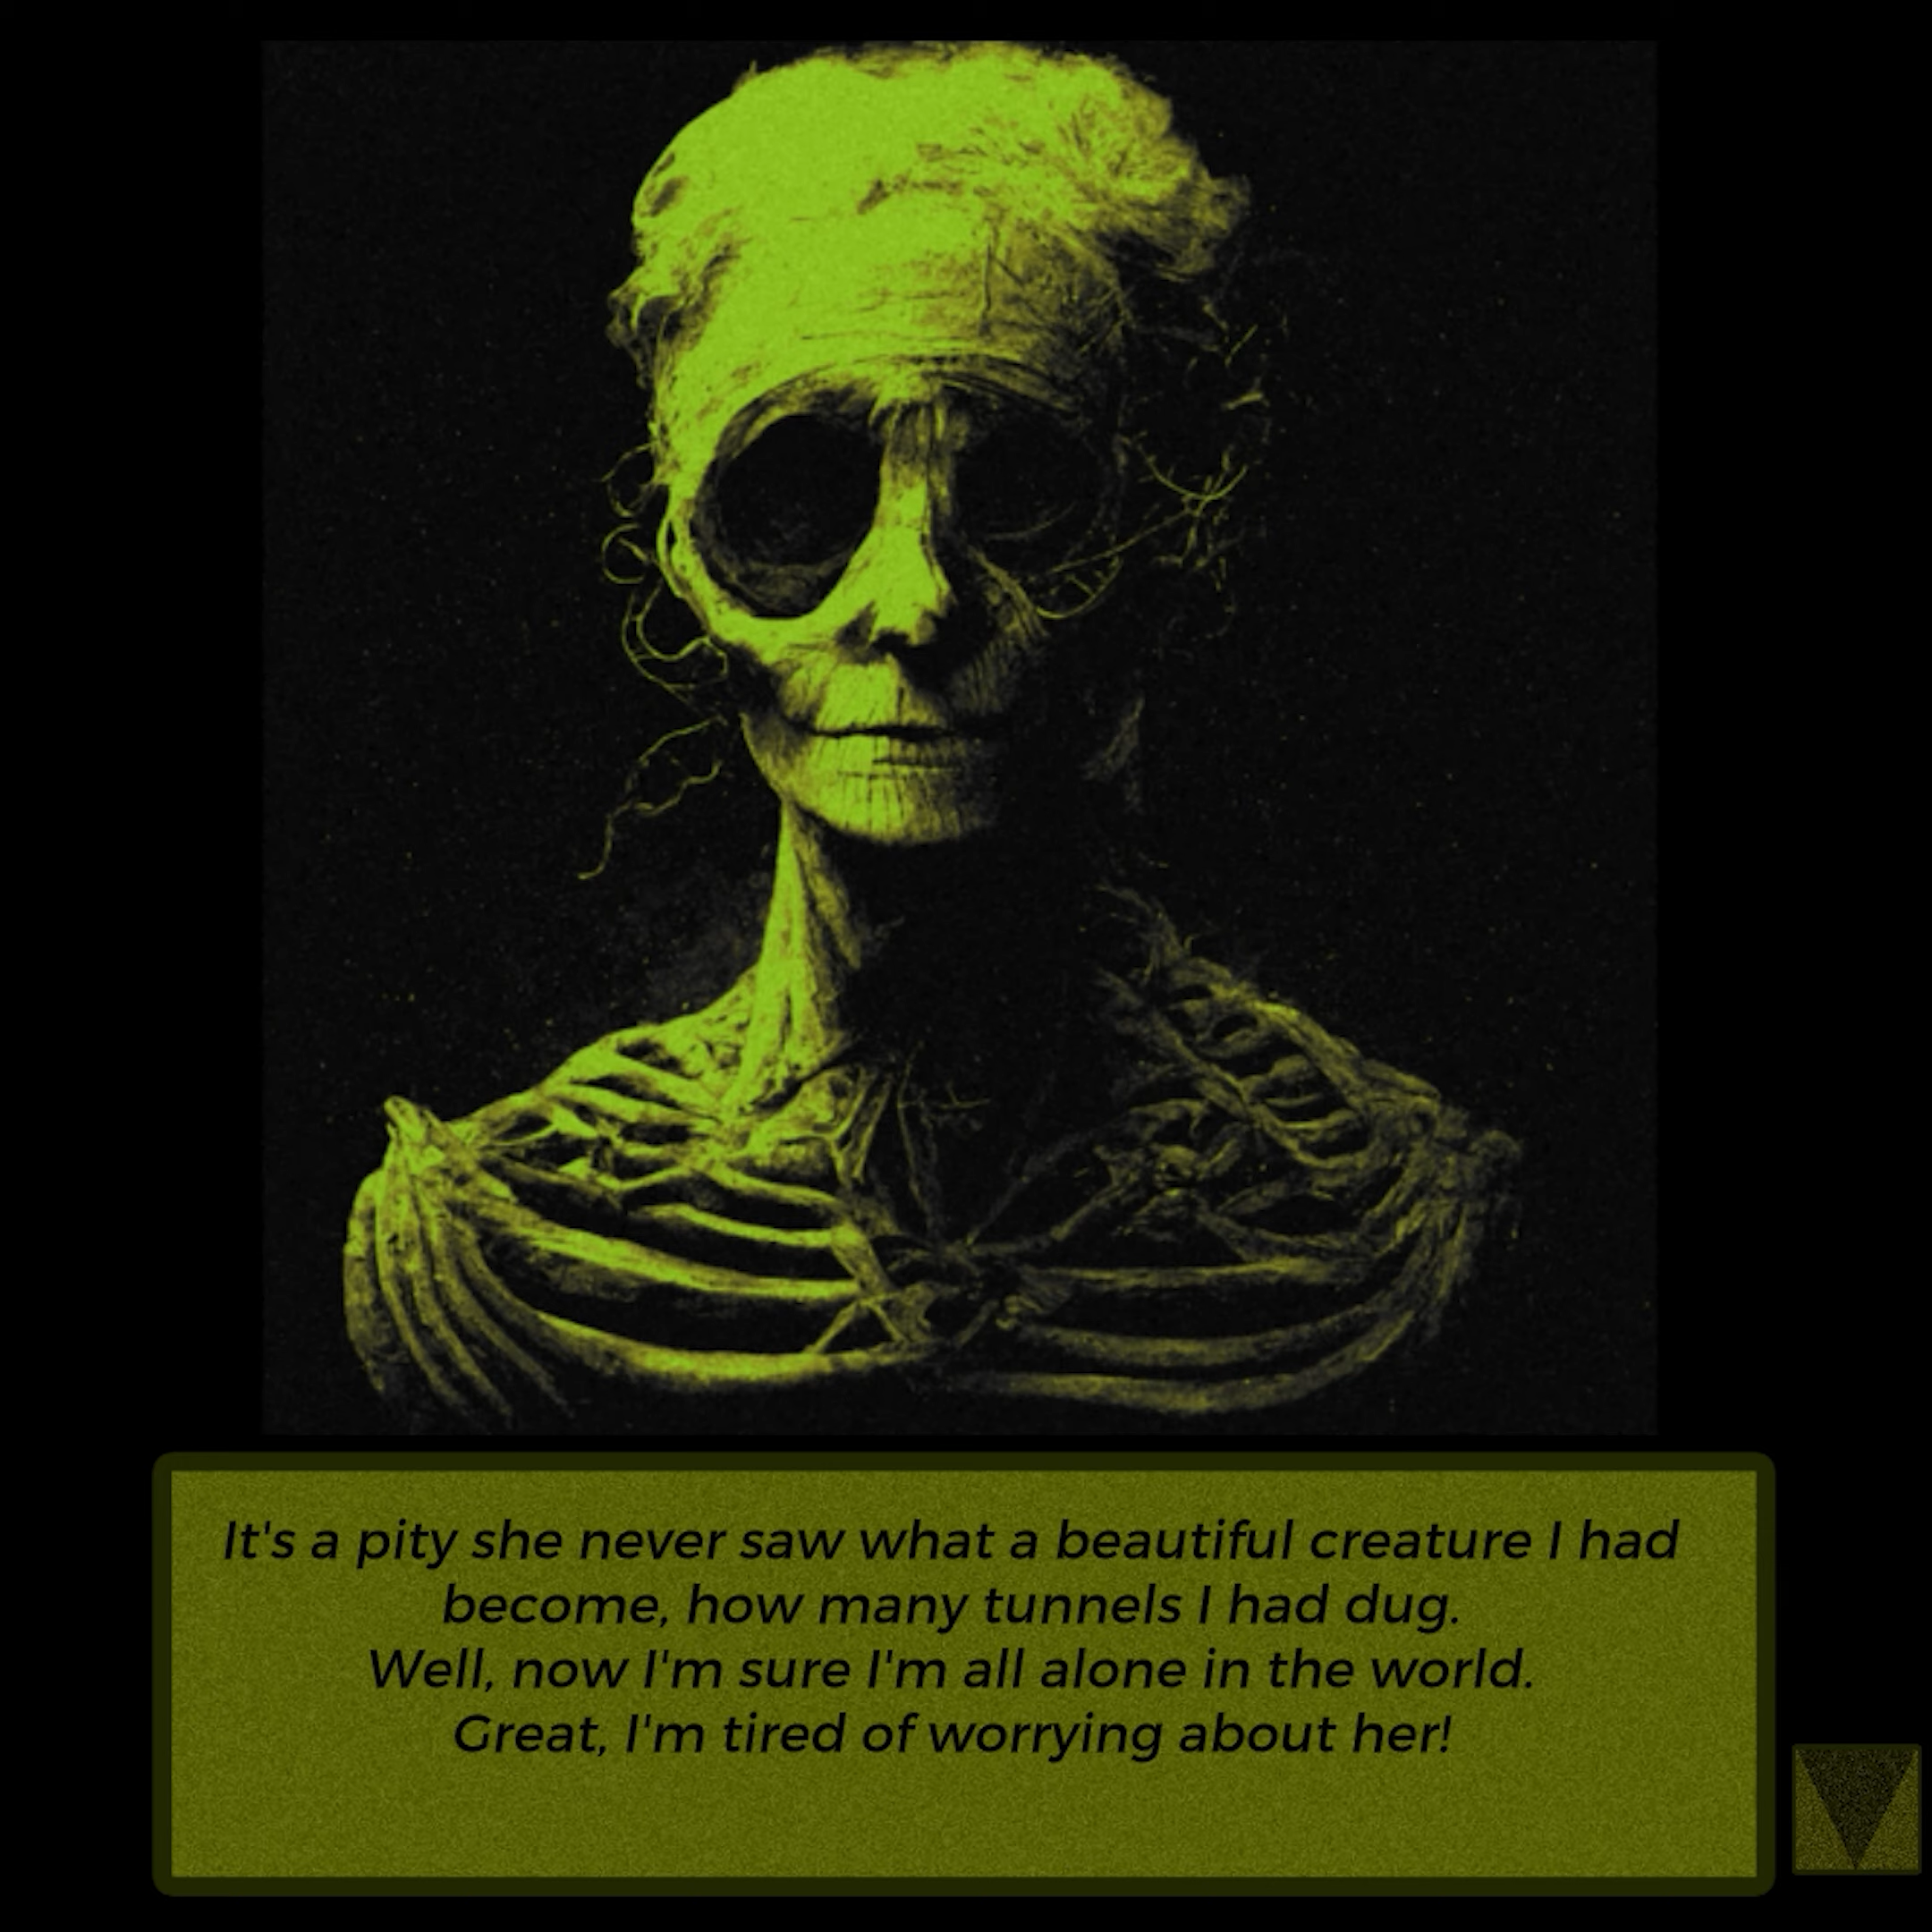 It's a pity she never saw what a beautiful creature I had
become, how many tunnels I had dug.
Well, now I'm sure I'm all alone in the world.
Great, I'm tired of worrying about her!